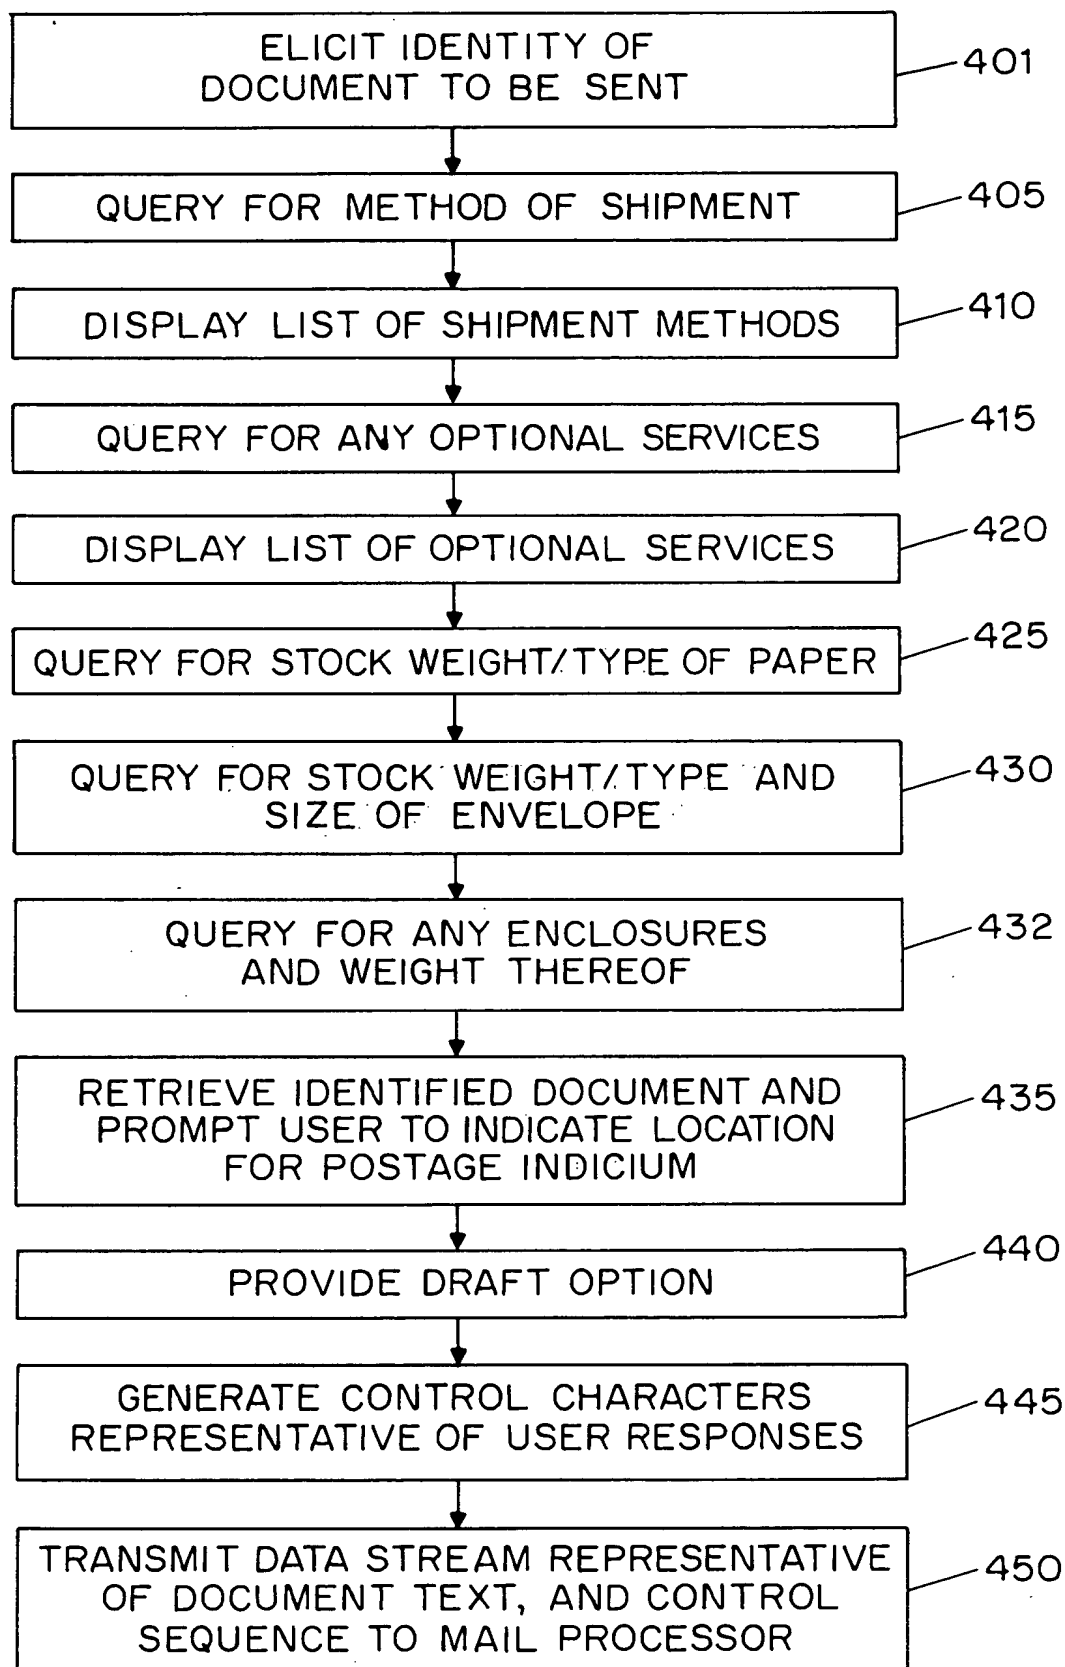 ELICIT IDENTITY OF
DOCUMENT TO BE SENT
401
QUERY FOR METHOD OF SHIPMENT
405
DISPLAY LIST OF SHIPMENT METHODS
410
QUERY FOR ANY OPTIONAL SERVICES
415
DISPLAY LIST OF OPTIONAL SERVICES
420
QUERY FOR STOCK WEIGHT/TYPE OF PAPER
425
QUERY FOR STOCK WEIGHT/TYPE AND
SIZE OF ENVELOPE
430
QUERY FOR ANY ENCLOSURES
AND WEIGHT THEREOF
432
RETRIEVE IDENTIFIED DOCUMENT AND
PROMPT USER TO INDICATE LOCATION
FOR POSTAGE INDICIUM
435
PROVIDE DRAFT OPTION
440
GENERATE CONTROL CHARACTERS
REPRESENTATIVE OF USER RESPONSES
445
TRANSMIT DATA STREAM REPRESENTATIVE
OF DOCUMENT TEXT, AND CONTROL
SEQUENCE TO MAIL PROCESSOR
450